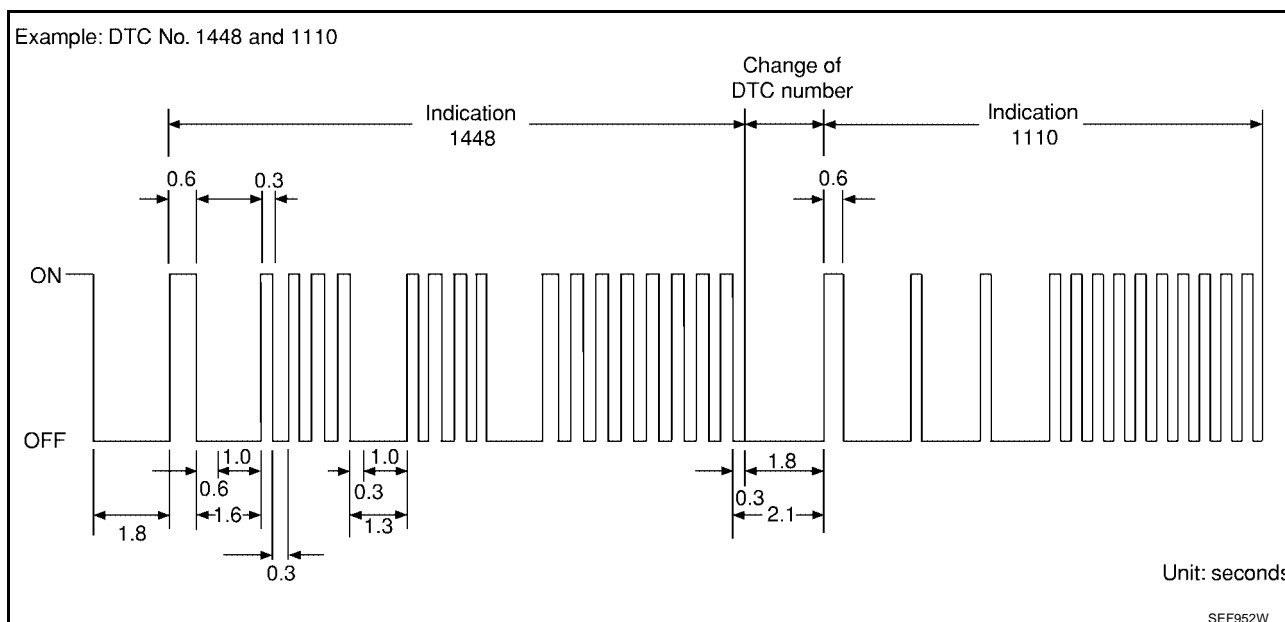 Example: DTC No. 1448 and 1110
Change of
DTC number
Indication
1448
Indication
1110
0.6
0.3
0.6
ON
OFF
1.0
0.6
1.6
1.8
0.3
1.0
0.3
1.3
1.8
0.3
2.1
Unit: seconds
SEF952W